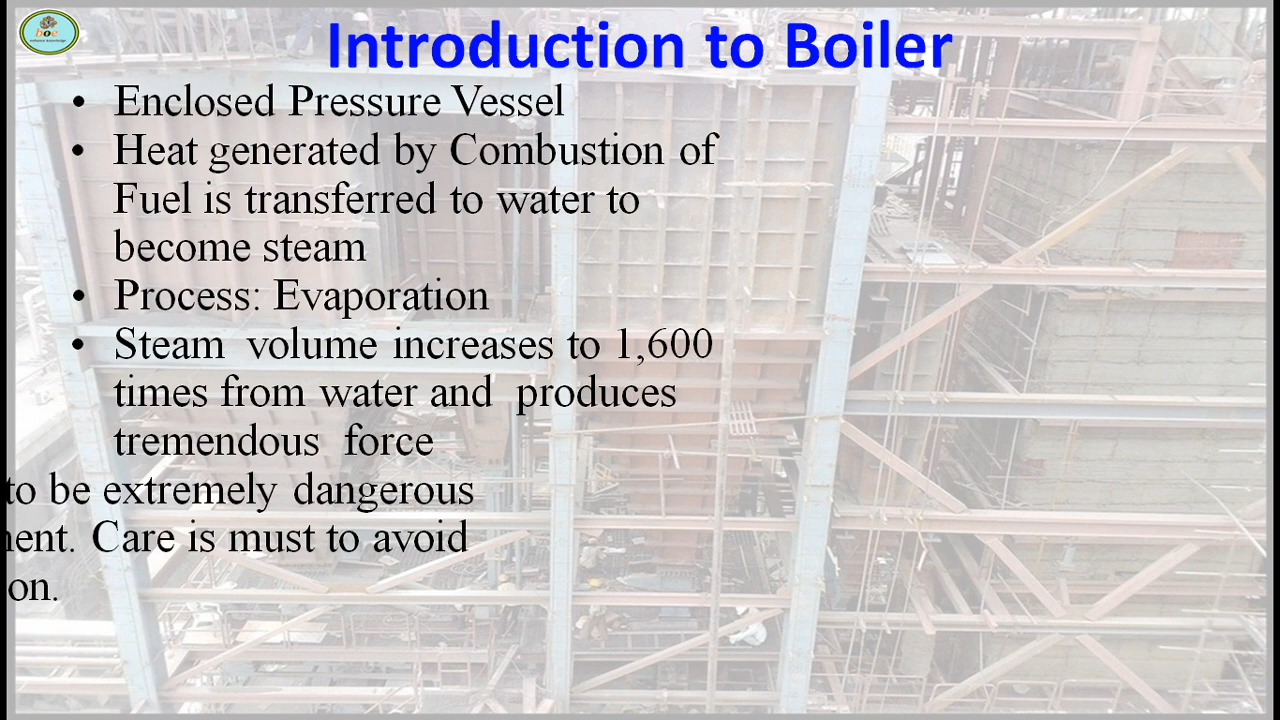 boe
Introduction to Boiler
• Enclosed Pressure Vessel
• Heat generated by Combustion of
Fuel is transferred to water to
become steam
• Process: Evaporation
• Steam volume increases to 1,600
times from water and produces
tremendous force
to be extremely dangerous
ent. Care is must to avoid
on.